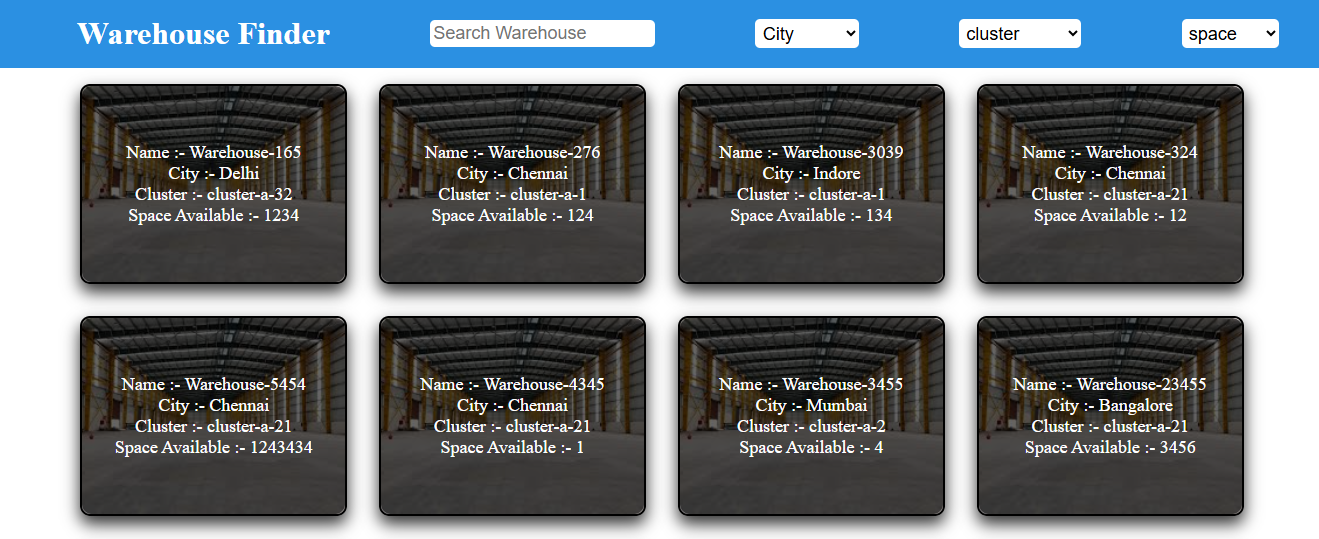 Warehouse Finder
Search Warehouse
City
cluster
space
Name :- Warehouse-165
City :- Delhi
Cluster :- cluster-a-32
Space Available :- 1234
Name :- Warehouse-276
City :- Chennai
Cluster :- cluster-a-1
Space Available :- 124
Name :- Warehouse-3039
City :- Indore
Cluster :- cluster-a-1
Space Available :- 134
Name :- Warehouse-324
City :- Chennai
Cluster :- cluster-a-21
Space Available :- 12
Name :- Warehouse-5454
City :- Chennai
Cluster :- cluster-a-21
Space Available :- 1243434
Name :- Warehouse-4345
City :- Chennai
Cluster :- cluster-a-21
Space Available :- 1
Name :- Warehouse-3455
City :- Mumbai
Cluster :- cluster-a-2
Space Available :- 4
Name :- Warehouse-23455
City :- Bangalore
Cluster :- cluster-a-21
Space Available :- 3456